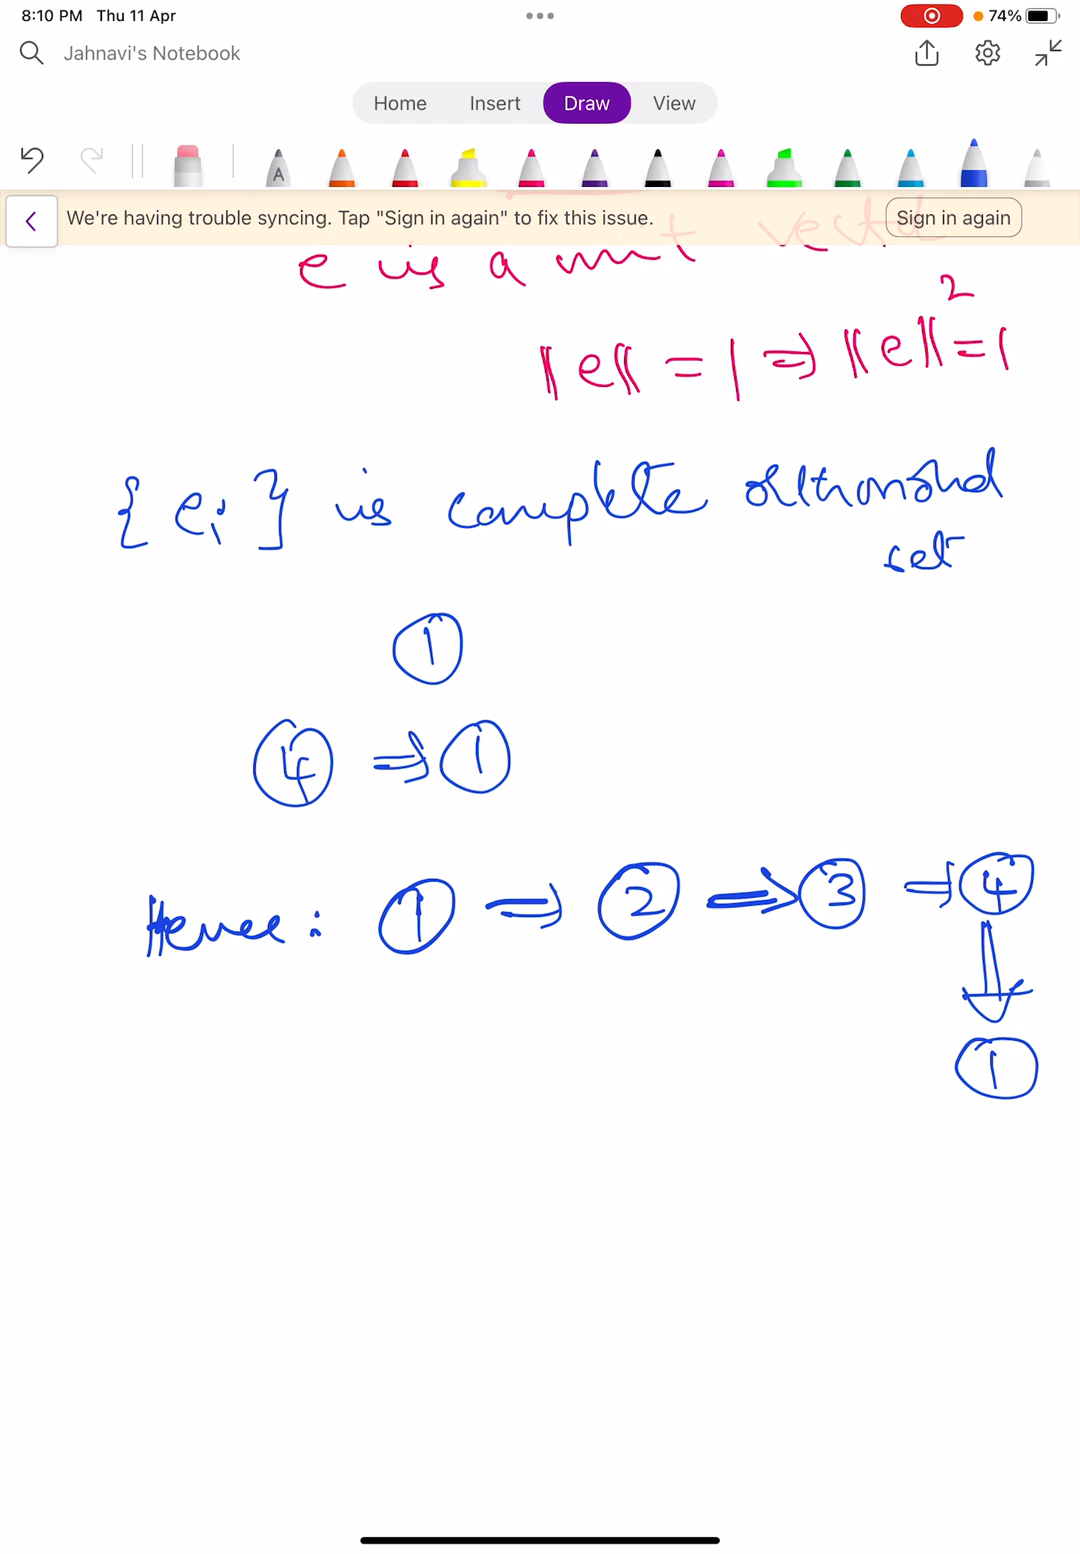 8:10 PM Thu 11 Apr
74%
Jahnavi's Notebook
Home Insert Draw View
A
We're having trouble syncing. Tap "Sign in again" to fix this issue.
Sign in again
e is a unit vector
||e|| = 1 ⇒ ||e||² = 1
{ei} is complete orthonormal
set
①
④ ⇒ ①
Hence: ① ⇒ ② ⇒ ③ ⇒ ④
⇓
①